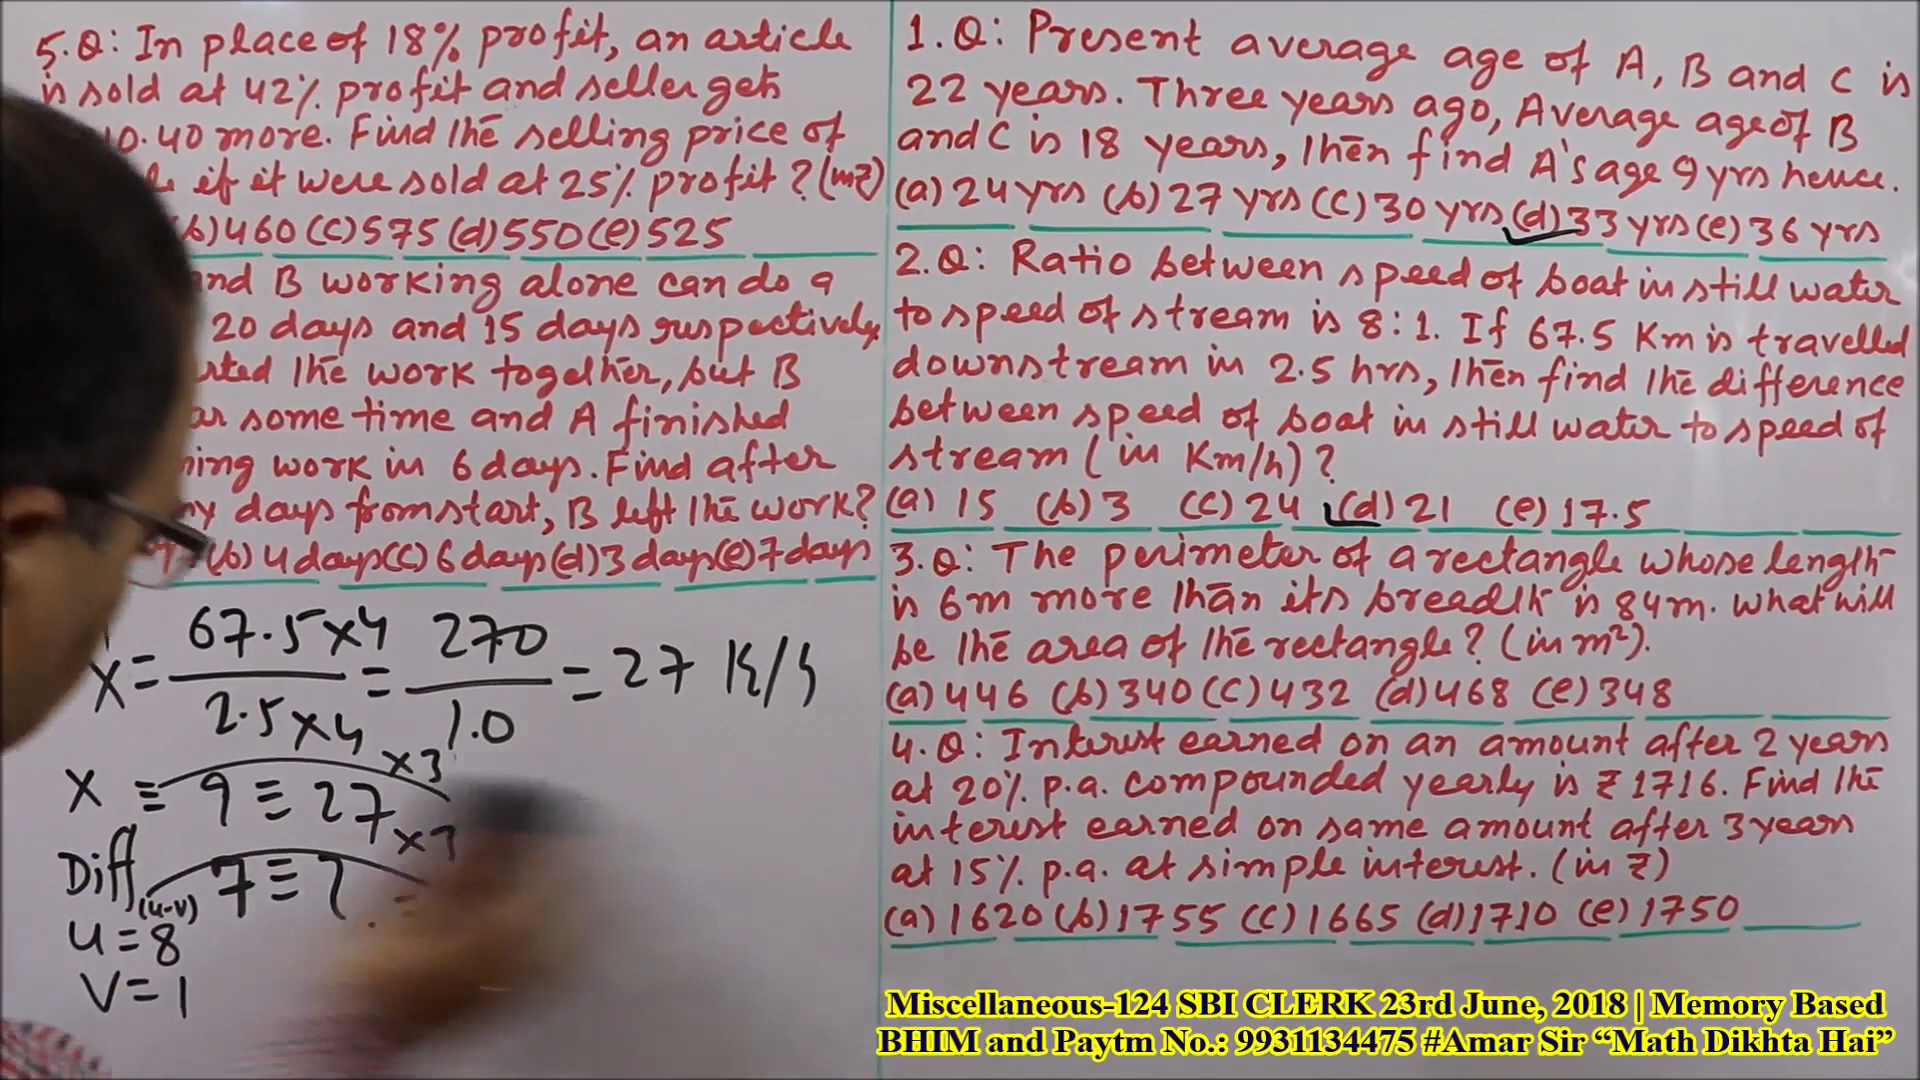 5.Q: In place of 18% profit, an article
is sold at 42% profit and seller gets
10.40 more. Find the selling price of
if it were sold at 25% profit? (in ₹)
(b) 460 (c) 575 (d) 550 (e) 525
and B working alone can do a
20 days and 15 days respectively.
the work together, but B
some time and A finished
work in 6 days. Find after
days from start, B left the work?
(b) 4 days (c) 6 days (d) 3 days (e) 7 days
X = 67.5x4 / 2.5x4 = 270 / 1.0 = 27 K/h
x3
X ≡ 9 ≡ 27
x3
Diff (u-v) 7 ≡ ?
u = 8
V = 1
1.Q: Present average age of A, B and C is
22 years. Three years ago, Average age of B
and C is 18 years, then find A's age 9 yrs hence.
(a) 24 yrs (b) 27 yrs (c) 30 yrs (d) 33 yrs (e) 36 yrs
2.Q: Ratio between speed of boat in still water
to speed of stream is 8:1. If 67.5 Km is travelled
downstream in 2.5 hrs, then find the difference
between speed of boat in still water to speed of
stream (in Km/h)?
(a) 15 (b) 3 (c) 24 (d) 21 (e) 17.5
3.Q: The perimeter of a rectangle whose length
is 6m more than its breadth is 84m. What will
be the area of the rectangle? (in m²).
(a) 446 (b) 340 (c) 432 (d) 468 (e) 348
4.Q: Interest earned on an amount after 2 years
at 20% p.a. compounded yearly is ₹ 1716. Find the
interest earned on same amount after 3 years
at 15% p.a. at simple interest. (in ₹)
(a) 1620 (b) 1755 (c) 1665 (d) 1710 (e) 1750
Miscellaneous-124 SBI CLERK 23rd June, 2018 | Memory Based
BHIM and Paytm No.: 9931134475 #Amar Sir “Math Dikhta Hai”